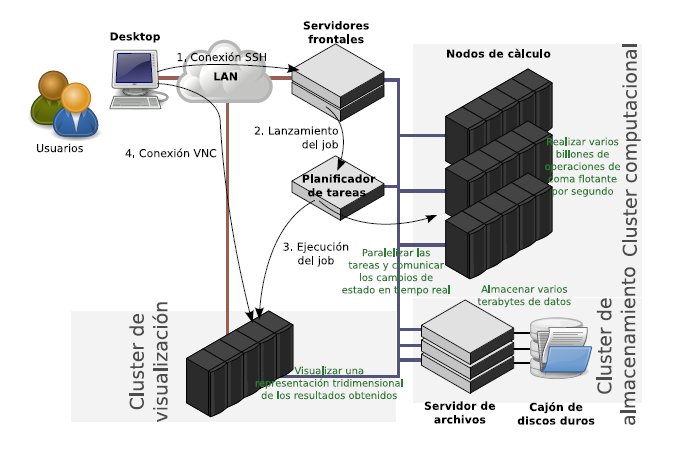 Servidores
frontales
Desktop
1. Conexión SSH
LAN
Usuarios
Nodos de càlculo
Cluster computacional
Realizar varios
billones de
operaciones de
coma flotante
por segundo
2. Lanzamiento
del job
4, Conexión VNC
Planificador
de tareas
3. Ejecución
del job
Paralelizar las
tareas y comunicar
los cambios de
estado en tiempo real
Almacenar varios
terabytes de datos
Cluster de
almacenamiento
Cluster de
visualización
Visualizar una
representación tridimensional
de los resultados obtenidos
Servidor de
archivos
Cajón de
discos duros